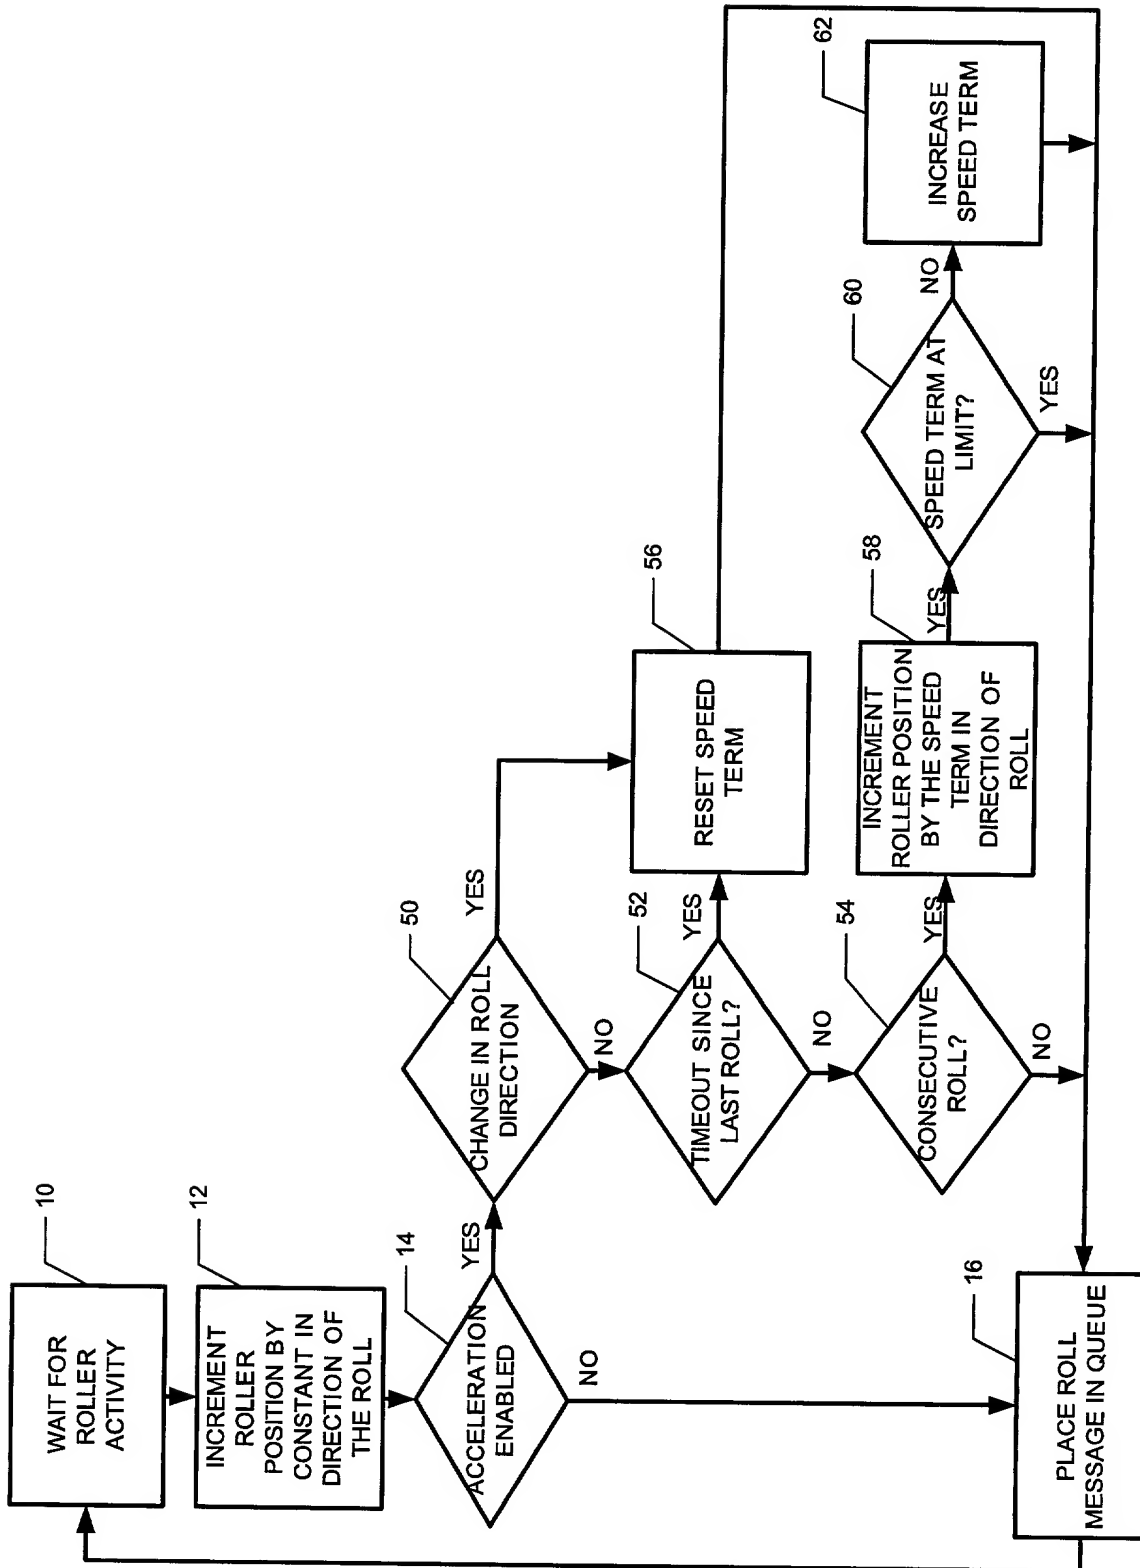 10
WAIT FOR
ROLLER
ACTIVITY
12
INCREMENT
ROLLER
POSITION BY
CONSTANT IN
DIRECTION OF
THE ROLL
14
ACCELERATION
ENABLED
YES
NO
50
CHANGE IN ROLL
DIRECTION
YES
NO
52
TIMEOUT SINCE
LAST ROLL?
YES
NO
56
RESET SPEED
TERM
54
CONSECUTIVE
ROLL?
YES
NO
58
INCREMENT
ROLLER POSITION
BY THE SPEED
TERM IN
DIRECTION OF
ROLL
YES
60
SPEED TERM AT
LIMIT?
NO
YES
62
INCREASE
SPEED TERM
16
PLACE ROLL
MESSAGE IN QUEUE